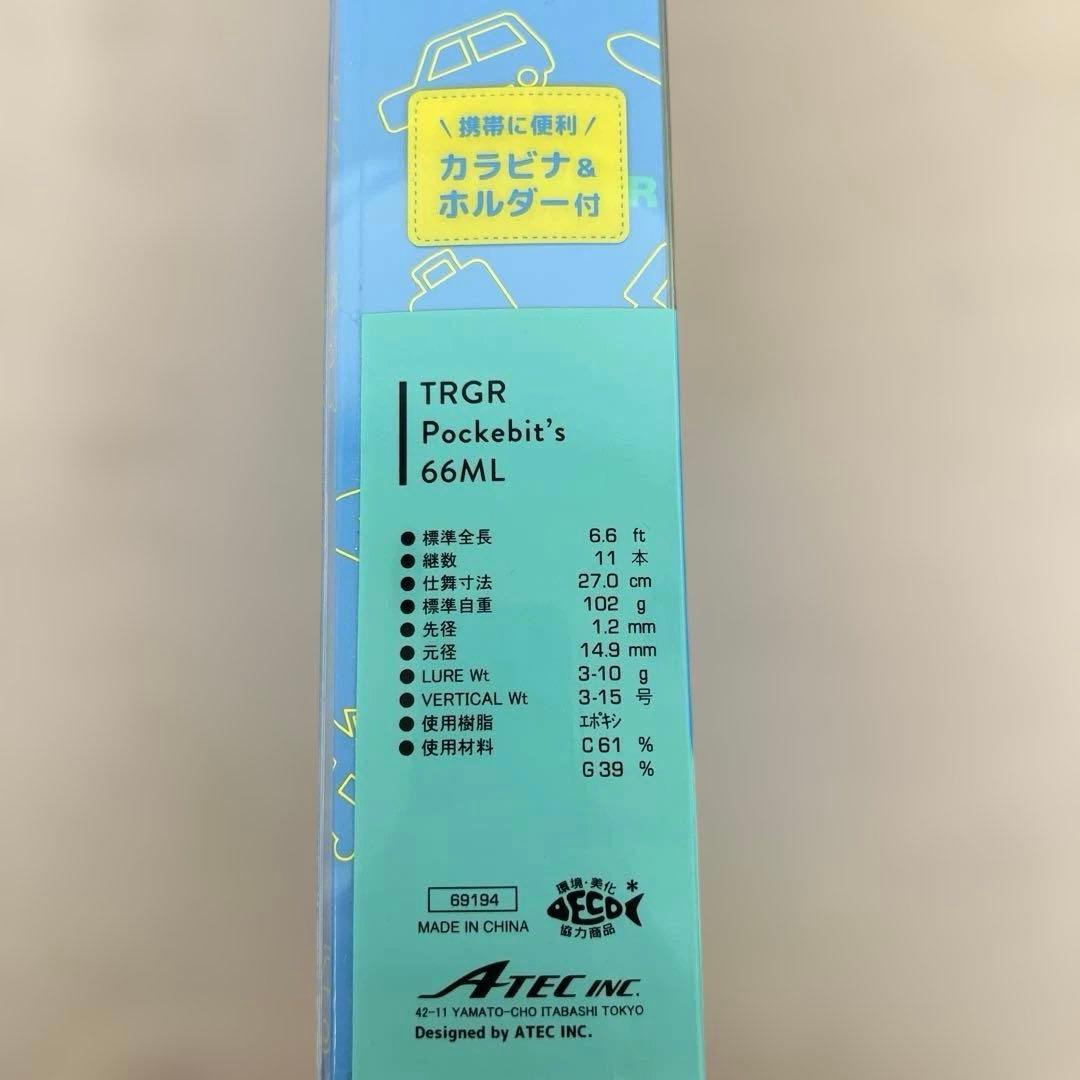 \ 携帯に便利 /
カラビナ&
ホルダー付
R
TRGR
Pockebit's
66ML
● 標準全長 6.6 ft
● 継数 11 本
● 仕舞寸法 27.0 cm
● 標準自重 102 g
● 先径 1.2 mm
● 元径 14.9 mm
● LURE Wt 3-10 g
● VERTICAL Wt 3-15 号
● 使用樹脂 エポキシ
● 使用材料 C61 %
G39 %
69194
MADE IN CHINA
環境・美化
*
ECO
協力商品
ATEC INC.
42-11 YAMATO-CHO ITABASHI TOKYO
Designed by ATEC INC.